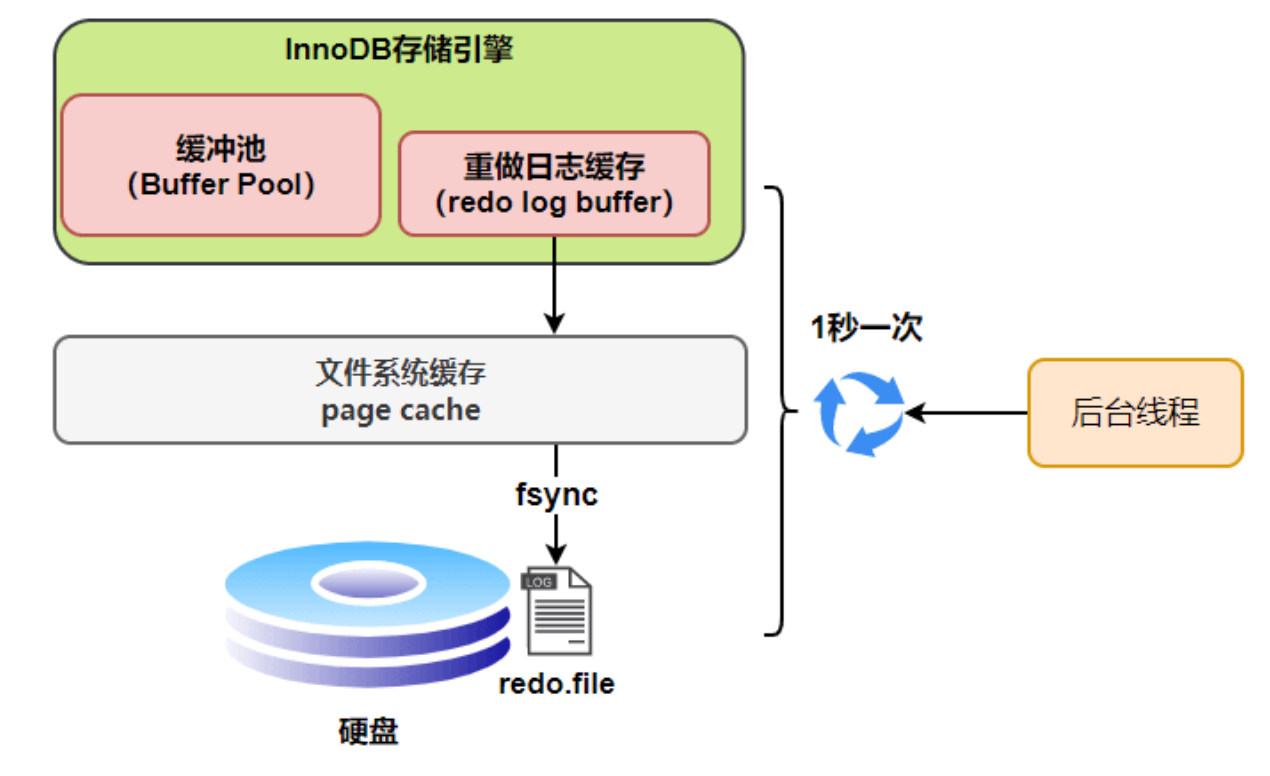 InnoDB存储引擎
缓冲池
（Buffer Pool）
重做日志缓存
（redo log buffer）
1秒一次
文件系统缓存
page cache
后台线程
fsync
LOG
redo.file
硬盘